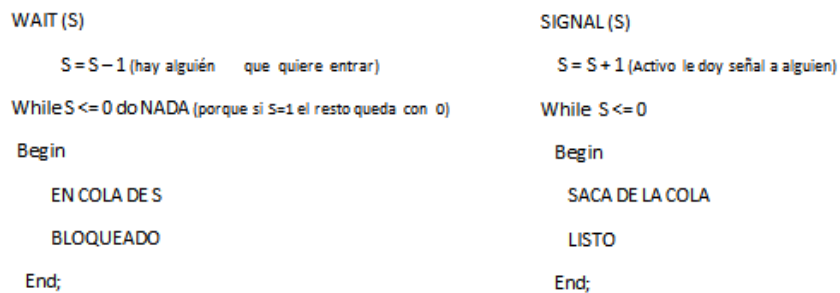 WAIT (S)
S = S – 1 (hay alguién que quiere entrar)
While S <= 0 do NADA (porque si S=1 el resto queda con 0)
Begin
EN COLA DE S
BLOQUEADO
End;
SIGNAL (S)
S = S + 1 (Activo le doy señal a alguien)
While S <= 0
Begin
SACA DE LA COLA
LISTO
End;